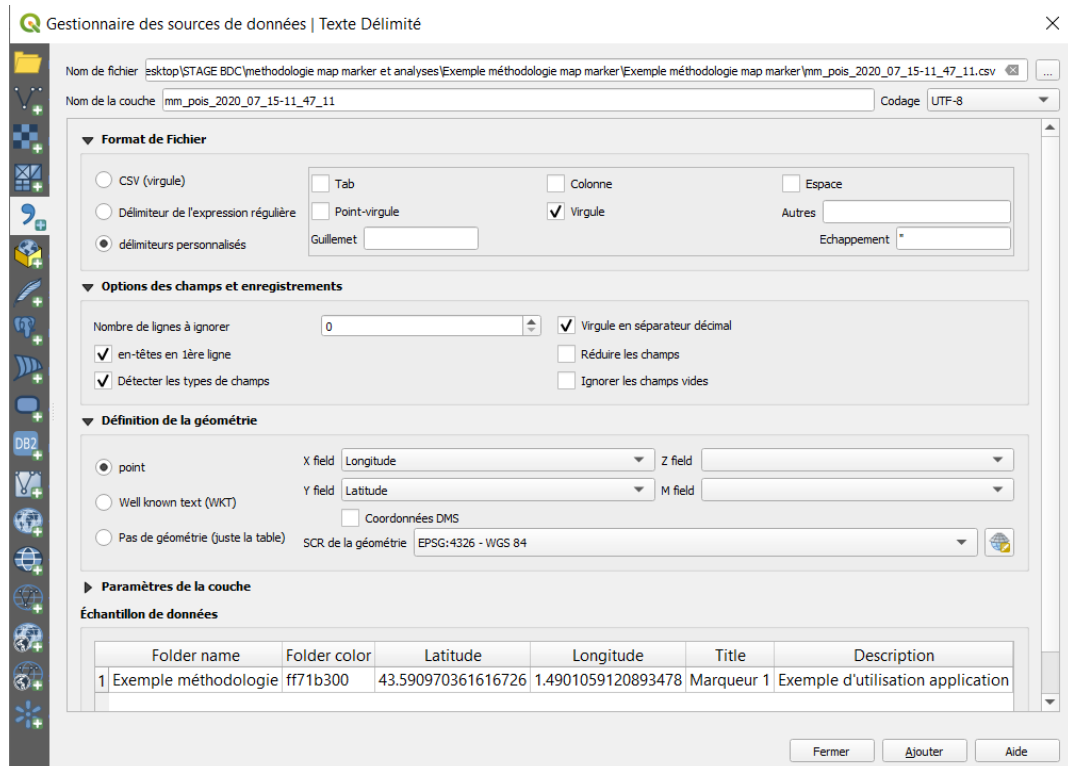 Gestionnaire des sources de données | Texte Délimité
Nom de fichier esktop\STAGE BDC\methodologie map marker et analyses\Exemple méthodologie map marker\Exemple méthodologie map marker\mm_pois_2020_07_15-11_47_11.csv ...
Nom de la couche mm_pois_2020_07_15-11_47_11 Codage UTF-8
Format de Fichier
CSV (virgule) Tab Colonne Espace
Délimiteur de l'expression régulière Point-virgule Virgule Autres
délimiteurs personnalisés Guillemet Echappement "
Options des champs et enregistrements
Nombre de lignes à ignorer 0 Virgule en séparateur décimal
en-têtes en 1ère ligne Réduire les champs
Détecter les types de champs Ignorer les champs vides
Définition de la géométrie
point X field Longitude Z field
Y field Latitude M field
Well known text (WKT)
Coordonnées DMS
Pas de géométrie (juste la table) SCR de la géométrie EPSG:4326 - WGS 84
Paramètres de la couche
Échantillon de données
Folder name Folder color Latitude Longitude Title Description
1 Exemple méthodologie ff71b300 43.590970361616726 1.4901059120893478 Marqueur 1 Exemple d'utilisation application
DB2
Fermer Ajouter Aide